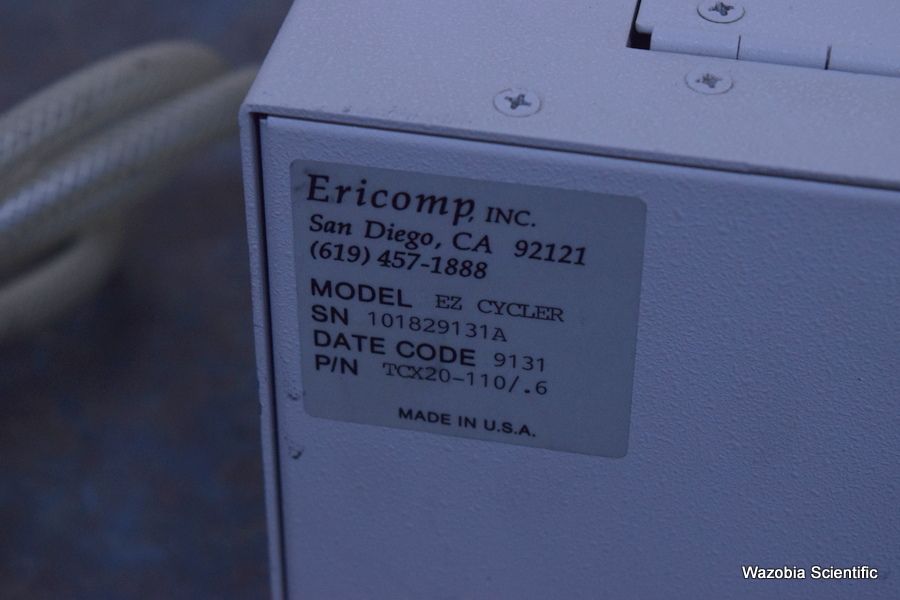 Ericomp, INC.
San Diego, CA 92121
(619) 457-1888
MODEL EZ CYCLER
SN 101829131A
DATE CODE 9131
P/N TCX20-110/.6
MADE IN U.S.A.
Wazobia Scientific